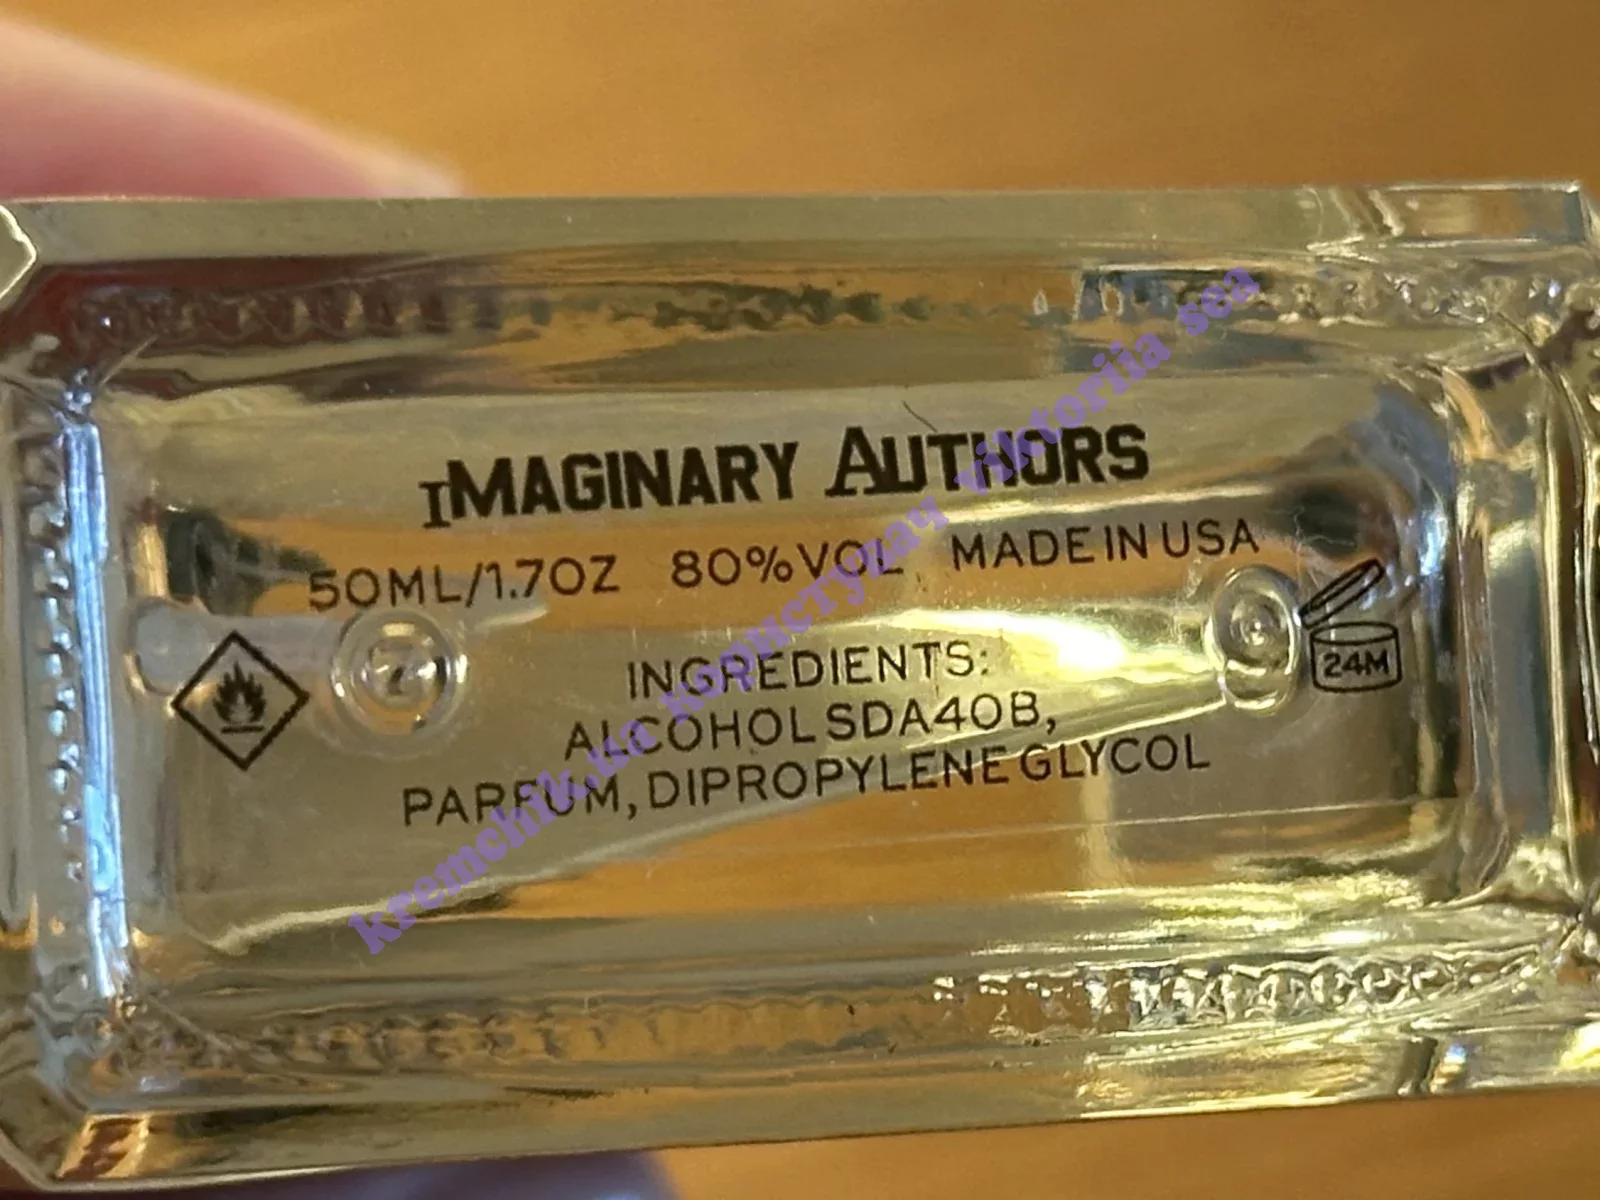 IMAGINARY AUTHORS
50ML/1.7OZ 80%VOL MADE IN USA
INGREDIENTS:
ALCOHOL SDA40B,
PARFUM, DIPROPYLENE GLYCOL
24M
kremchik.ua користувач viktoriia sea